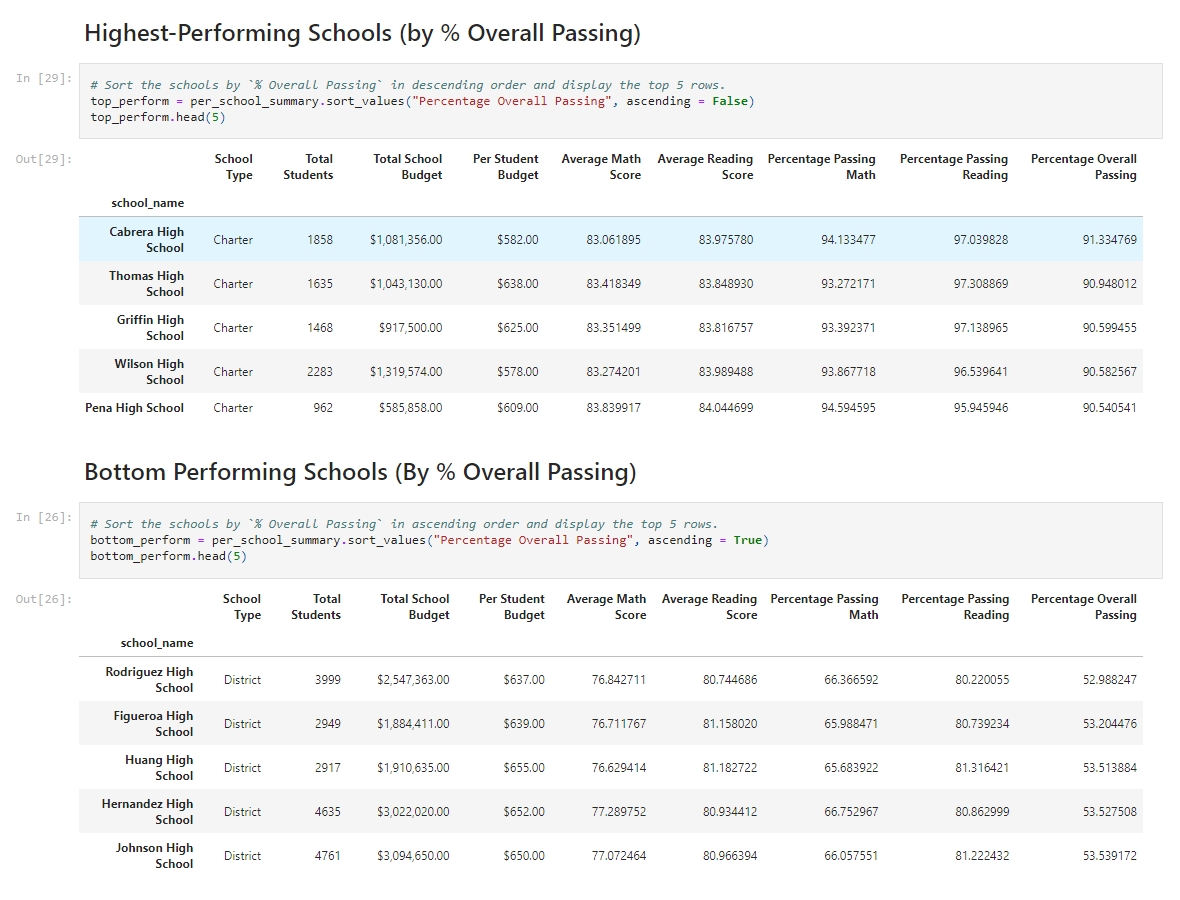 Highest-Performing Schools (by % Overall Passing)
In [29]:
# Sort the schools by `% Overall Passing` in descending order and display the top 5 rows.
top_perform = per_school_summary.sort_values("Percentage Overall Passing", ascending = False)
top_perform.head(5)
Out[29]:
School Type Total Students Total School Budget Per Student Budget Average Math Score Average Reading Score Percentage Passing Math Percentage Passing Reading Percentage Overall Passing
school_name
Cabrera High School Charter 1858 $1,081,356.00 $582.00 83.061895 83.975780 94.133477 97.039828 91.334769
Thomas High School Charter 1635 $1,043,130.00 $638.00 83.418349 83.848930 93.272171 97.308869 90.948012
Griffin High School Charter 1468 $917,500.00 $625.00 83.351499 83.816757 93.392371 97.138965 90.599455
Wilson High School Charter 2283 $1,319,574.00 $578.00 83.274201 83.989488 93.867718 96.539641 90.582567
Pena High School Charter 962 $585,858.00 $609.00 83.839917 84.044699 94.594595 95.945946 90.540541
Bottom Performing Schools (By % Overall Passing)
In [26]:
# Sort the schools by `% Overall Passing` in ascending order and display the top 5 rows.
bottom_perform = per_school_summary.sort_values("Percentage Overall Passing", ascending = True)
bottom_perform.head(5)
Out[26]:
School Type Total Students Total School Budget Per Student Budget Average Math Score Average Reading Score Percentage Passing Math Percentage Passing Reading Percentage Overall Passing
school_name
Rodriguez High School District 3999 $2,547,363.00 $637.00 76.842711 80.744686 66.366592 80.220055 52.988247
Figueroa High School District 2949 $1,884,411.00 $639.00 76.711767 81.158020 65.988471 80.739234 53.204476
Huang High School District 2917 $1,910,635.00 $655.00 76.629414 81.182722 65.683922 81.316421 53.513884
Hernandez High School District 4635 $3,022,020.00 $652.00 77.289752 80.934412 66.752967 80.862999 53.527508
Johnson High School District 4761 $3,094,650.00 $650.00 77.072464 80.966394 66.057551 81.222432 53.539172